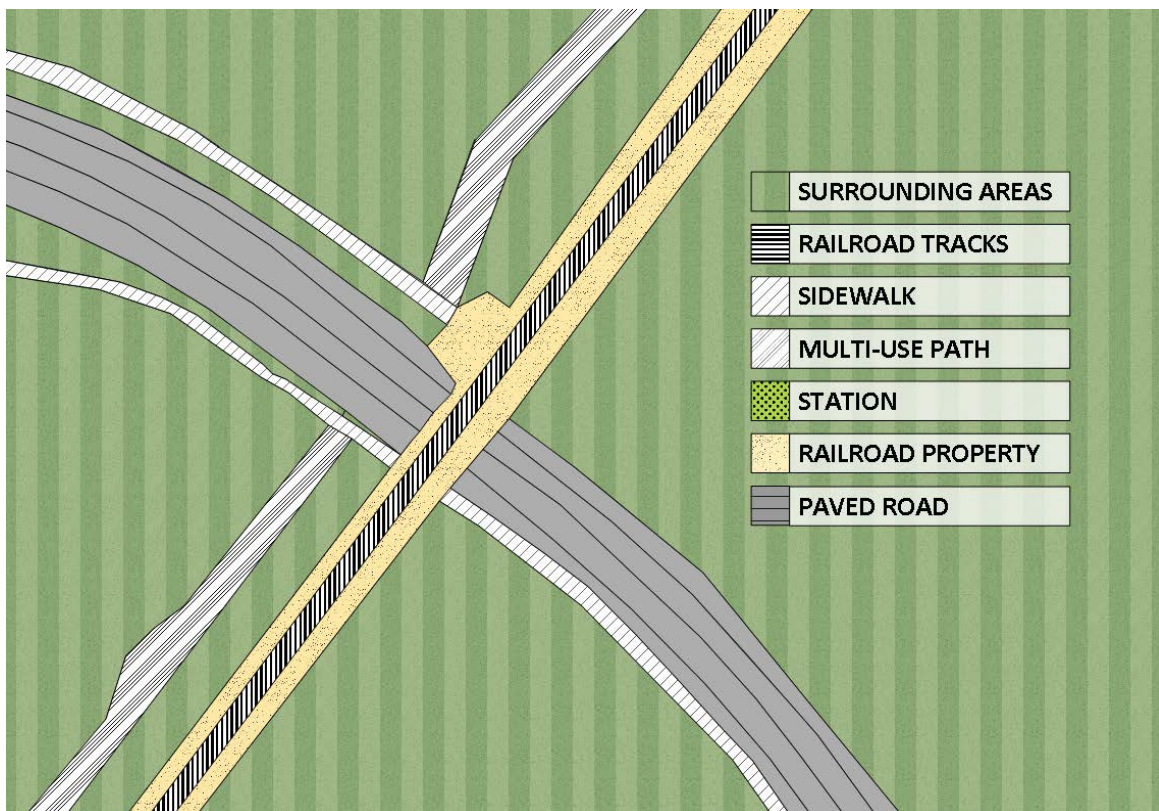 SURROUNDING AREAS
RAILROAD TRACKS
SIDEWALK
MULTI-USE PATH
STATION
RAILROAD PROPERTY
PAVED ROAD